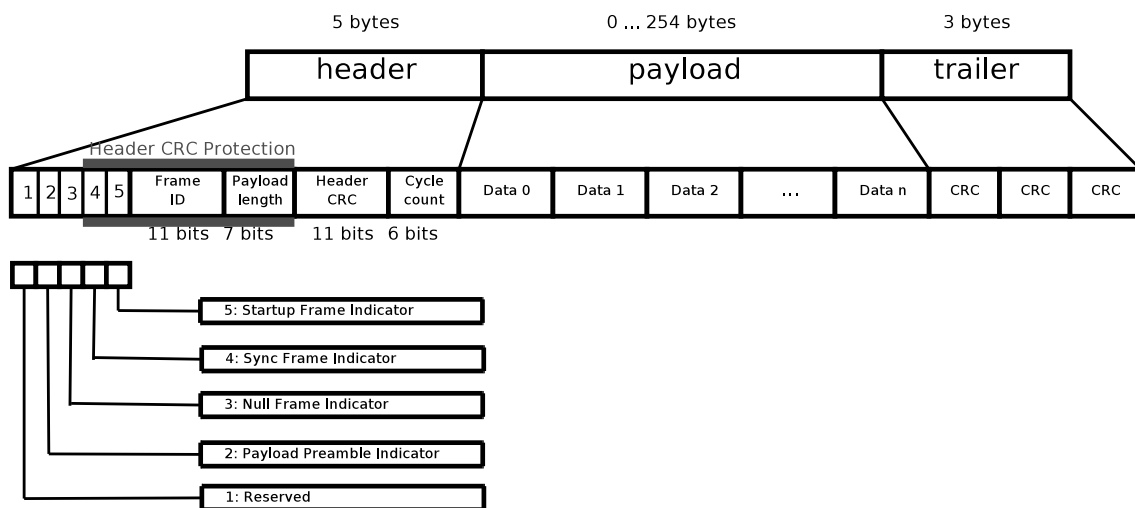 5 bytes
0 ... 254 bytes
3 bytes
header
payload
trailer
Header CRC Protection
1
2
3
4
5
Frame
ID
Payload
length
Header
CRC
Cycle
count
Data 0
Data 1
Data 2
...
Data n
CRC
CRC
CRC
11 bits
7 bits
11 bits
6 bits
5: Startup Frame Indicator
4: Sync Frame Indicator
3: Null Frame Indicator
2: Payload Preamble Indicator
1: Reserved